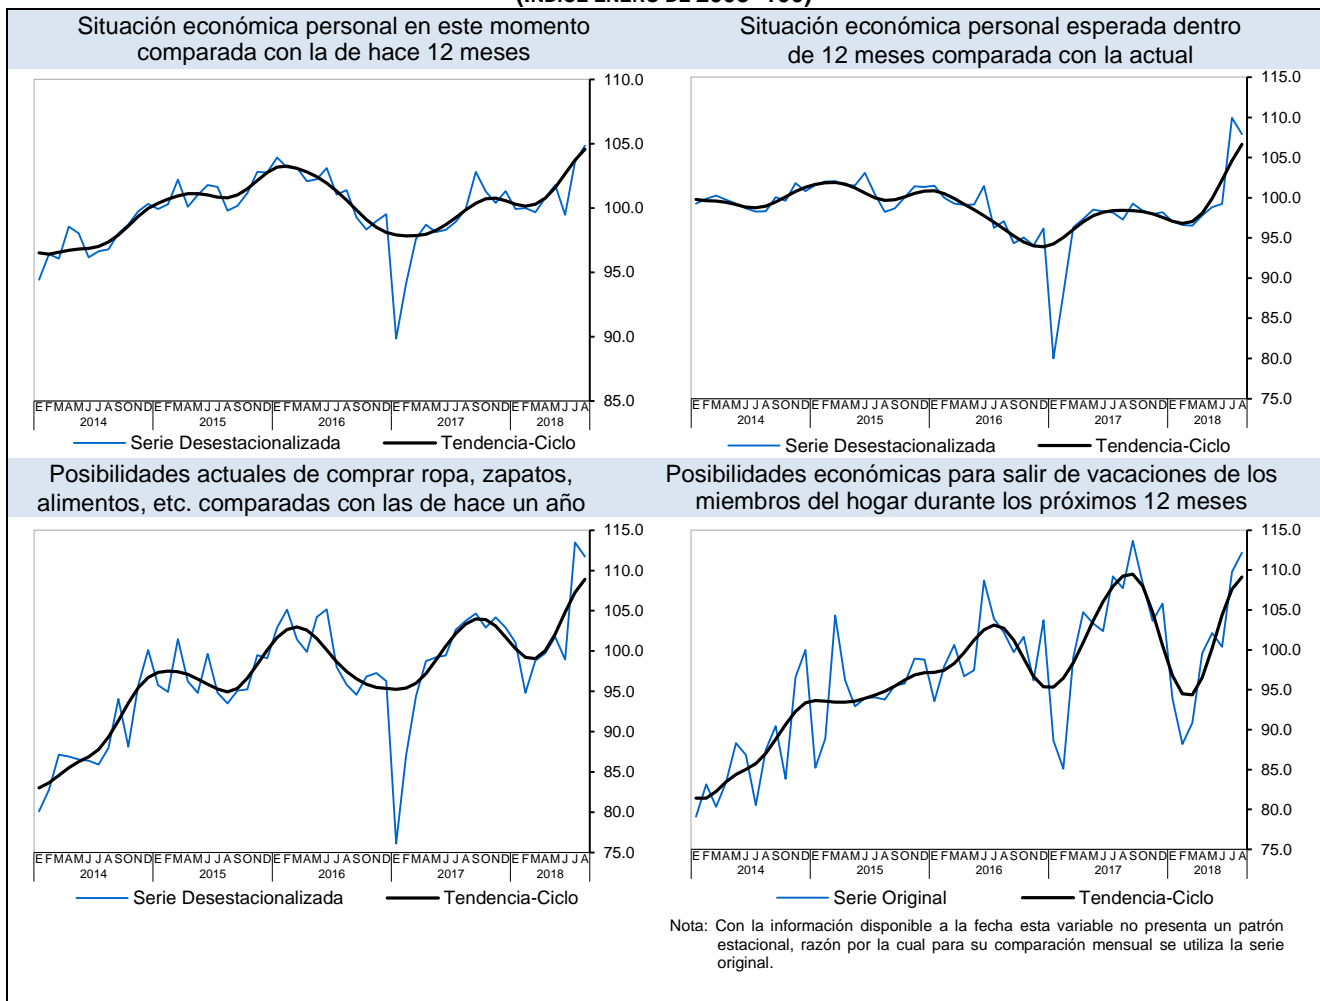 (ÍNDICE ENERO DE 2003=100)
Situación económica personal en este momento
comparada con la de hace 12 meses
110.0
105.0
100.0
95.0
90.0
85.0
E F M A M J J A S O N D E F M A M J J A S O N D E F M A M J J A S O N D E F M A M J J A S O N D E F M A M J J A
2014 2015 2016 2017 2018
Serie Desestacionalizada Tendencia-Ciclo
Situación económica personal esperada dentro
de 12 meses comparada con la actual
115.0
110.0
105.0
100.0
95.0
90.0
85.0
80.0
75.0
E F M A M J J A S O N D E F M A M J J A S O N D E F M A M J J A S O N D E F M A M J J A S O N D E F M A M J J A
2014 2015 2016 2017 2018
Serie Desestacionalizada Tendencia-Ciclo
Posibilidades actuales de comprar ropa, zapatos,
alimentos, etc. comparadas con las de hace un año
115.0
110.0
105.0
100.0
95.0
90.0
85.0
80.0
75.0
E F M A M J J A S O N D E F M A M J J A S O N D E F M A M J J A S O N D E F M A M J J A S O N D E F M A M J J A
2014 2015 2016 2017 2018
Serie Desestacionalizada Tendencia-Ciclo
Posibilidades económicas para salir de vacaciones de los
miembros del hogar durante los próximos 12 meses
115.0
110.0
105.0
100.0
95.0
90.0
85.0
80.0
75.0
E F M A M J J A S O N D E F M A M J J A S O N D E F M A M J J A S O N D E F M A M J J A S O N D E F M A M J J A
2014 2015 2016 2017 2018
Serie Original Tendencia-Ciclo
Nota: Con la información disponible a la fecha esta variable no presenta un patrón
estacional, razón por la cual para su comparación mensual se utiliza la serie
original.